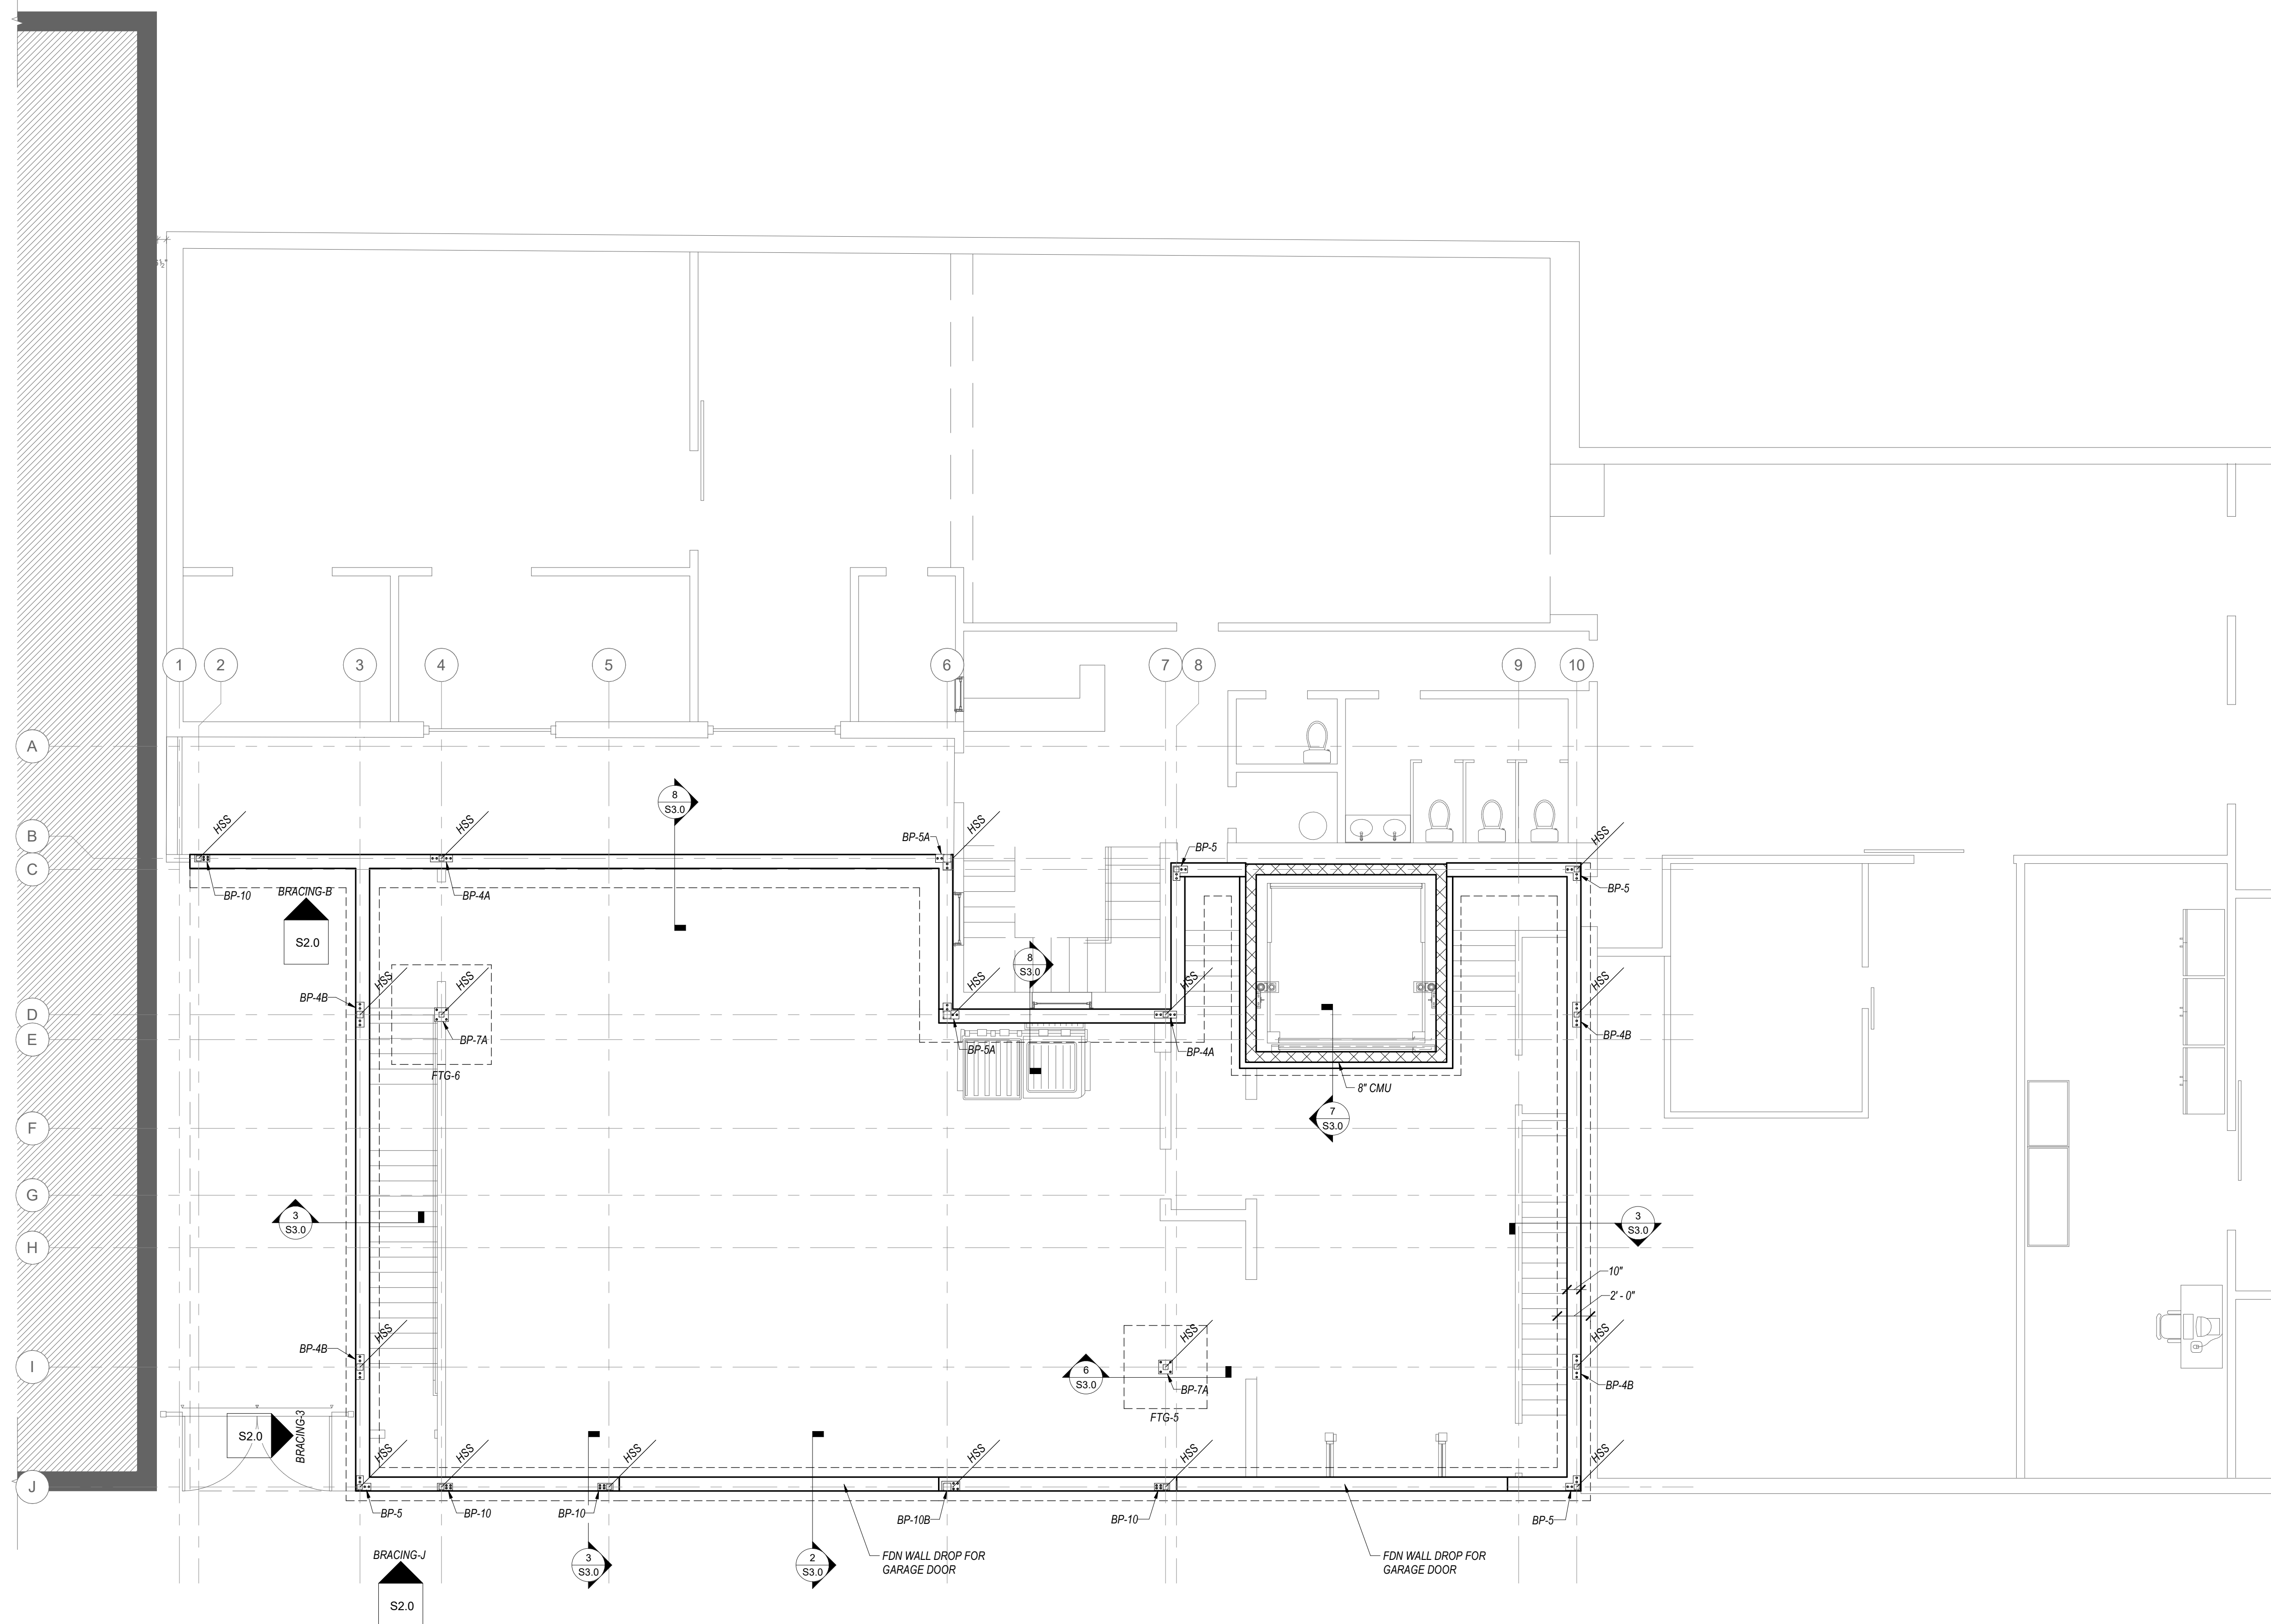 1
2
3
4
5
6
7
8
9
10
A
8
S3.0
B
HSS
HSS
BP-5A
HSS
BP-5
HSS
C
BP-10
BRACING-B
BP-4A
BP-5
S2.0
8
S3.0
HSS
HSS
HSS
HSS
HSS
BP-4B
D
E
BP-7A
BP-5A
BP-4A
BP-4B
FTG-6
8" CMU
7
S3.0
F
G
3
S3.0
3
S3.0
H
10"
2' - 0"
HSS
HSS
HSS
BP-4B
I
6
S3.0
BP-7A
BP-4B
FTG-5
S2.0
BRACING-3
HSS
HSS
HSS
HSS
HSS
HSS
J
BP-5
BP-10
BP-10
BP-10B
BP-10
BP-5
BRACING-J
3
S3.0
2
S3.0
FDN WALL DROP FOR
GARAGE DOOR
FDN WALL DROP FOR
GARAGE DOOR
S2.0